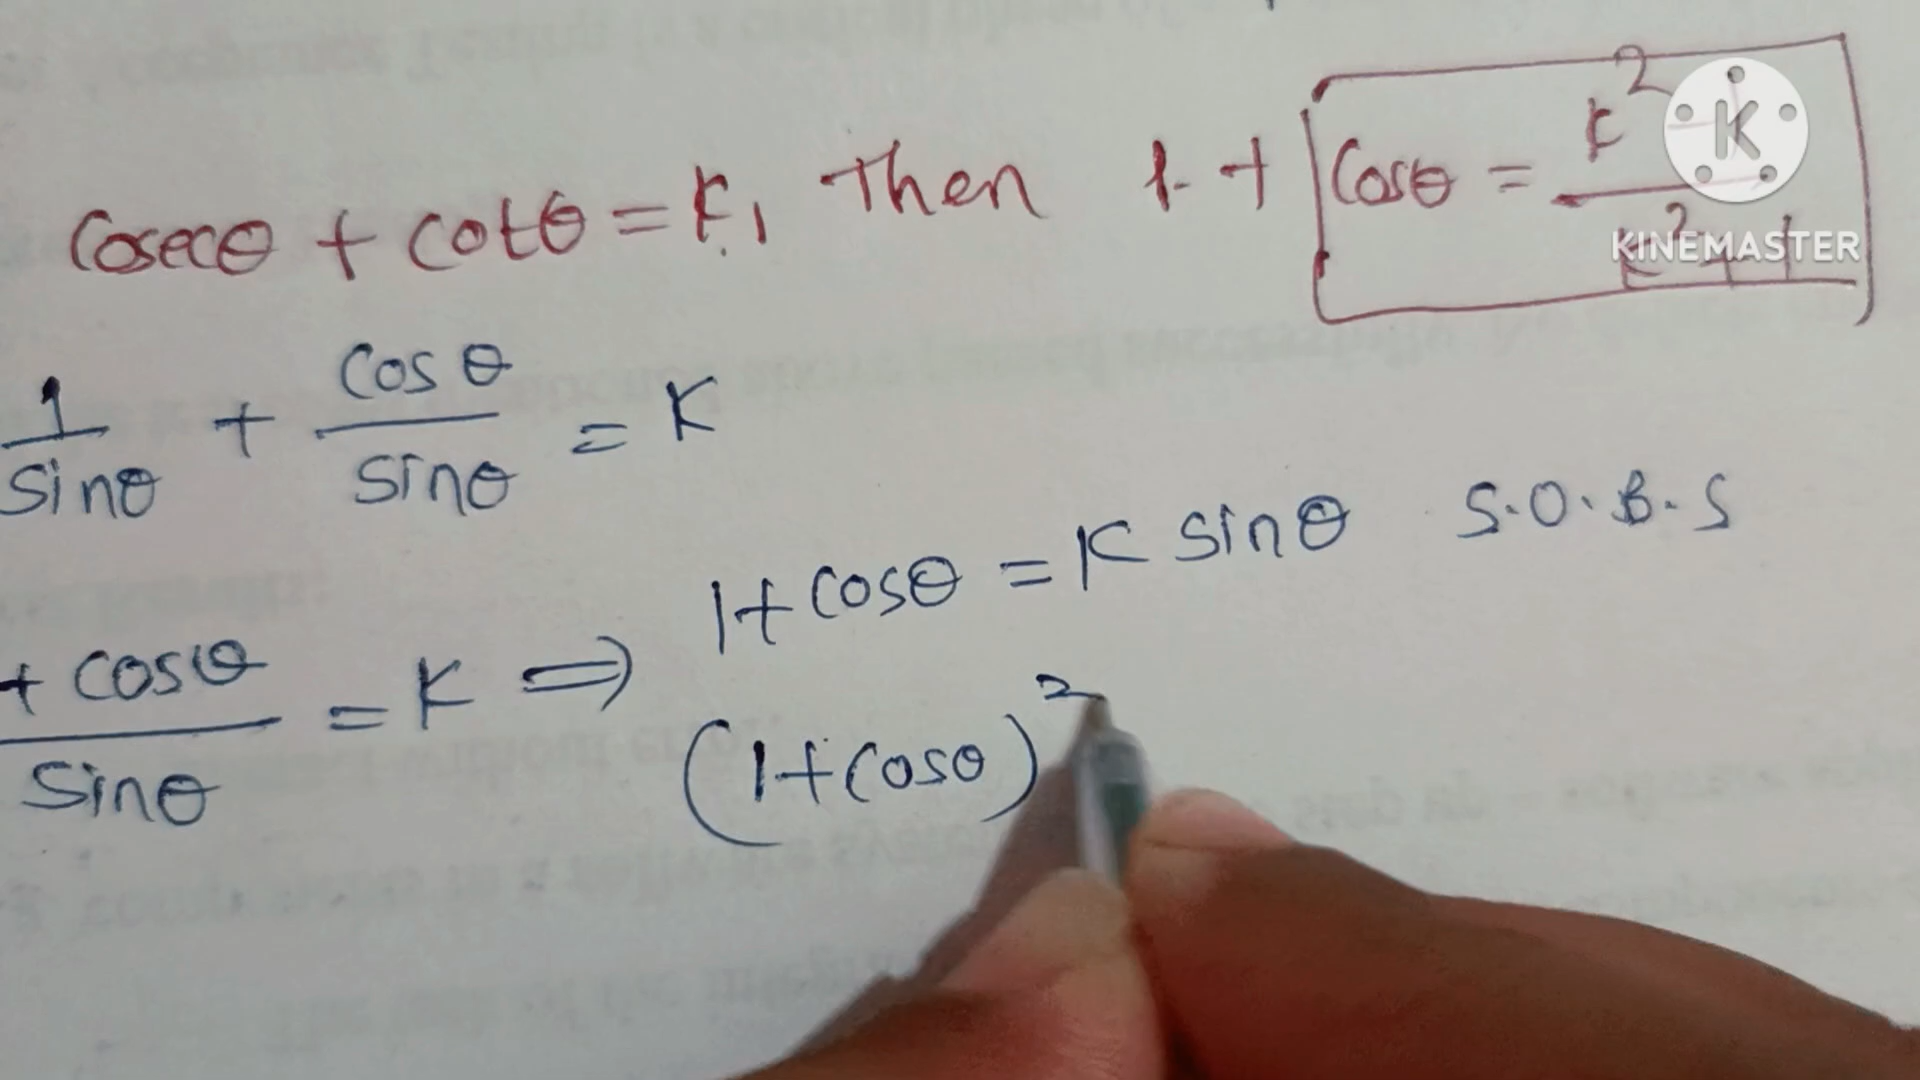 Cosecθ + cotθ = K, Then 1 + Cosθ = K²
K² + 1
K
KINEMASTER
1/sinθ + cosθ/sinθ = K
1 + cosθ = K sinθ S.O.B.S
+ cosθ/sinθ = K ⇒
(1 + cosθ)²